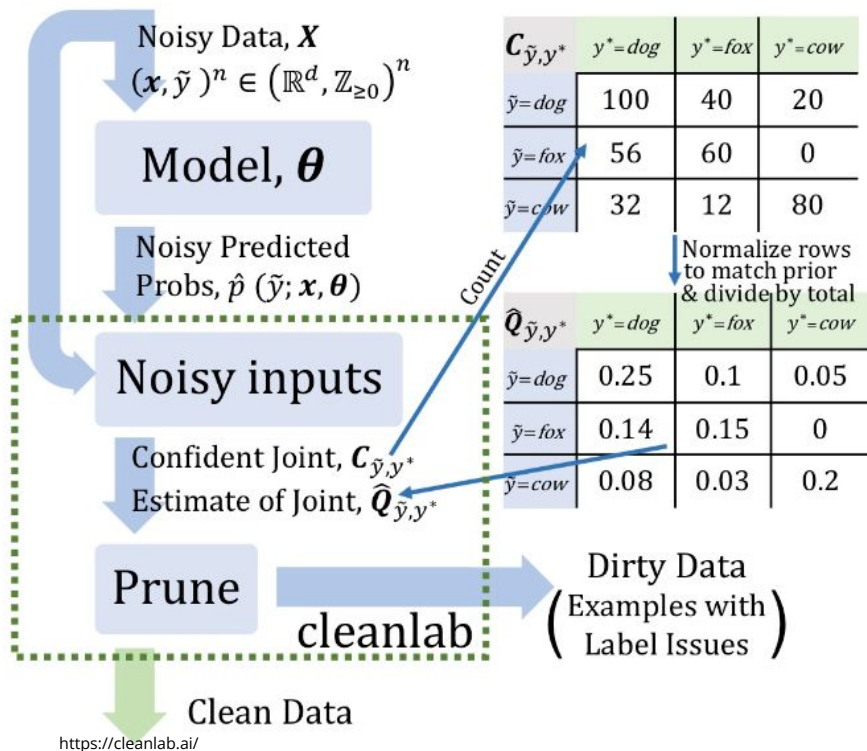 Noisy Data, X
(x, ỹ )ⁿ ∈ (ℝᵈ, ℤ≥0)ⁿ
Model, θ
Noisy Predicted
Probs, p̂ (ỹ; x, θ)
Noisy inputs
Confident Joint, C ỹ,y*
Estimate of Joint, Q̂ ỹ,y*
Prune
cleanlab
Clean Data
https://cleanlab.ai/
Count
C ỹ,y* y*=dog y*=fox y*=cow
ỹ=dog 100 40 20
ỹ=fox 56 60 0
ỹ=cow 32 12 80
Normalize rows
to match prior
& divide by total
Q̂ ỹ,y* y*=dog y*=fox y*=cow
ỹ=dog 0.25 0.1 0.05
ỹ=fox 0.14 0.15 0
ỹ=cow 0.08 0.03 0.2
Dirty Data
(Examples with
Label Issues)